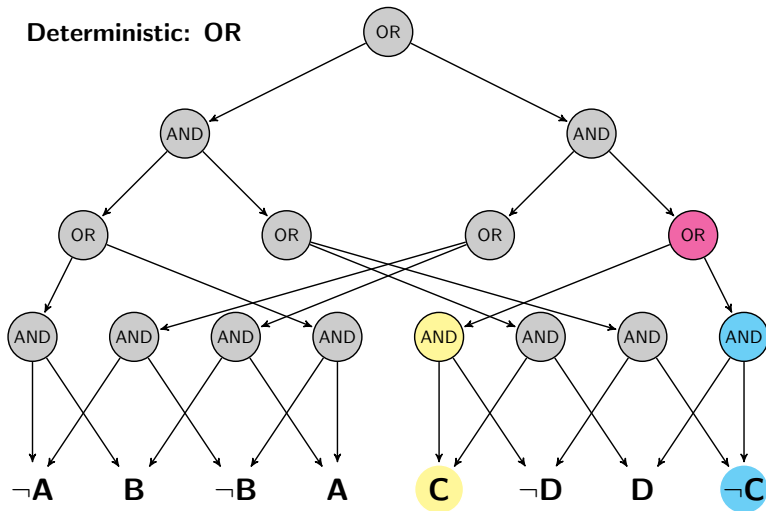 Deterministic: OR
OR
AND AND
OR OR OR OR
AND AND AND AND AND AND AND AND
¬A B ¬B A C ¬D D ¬C